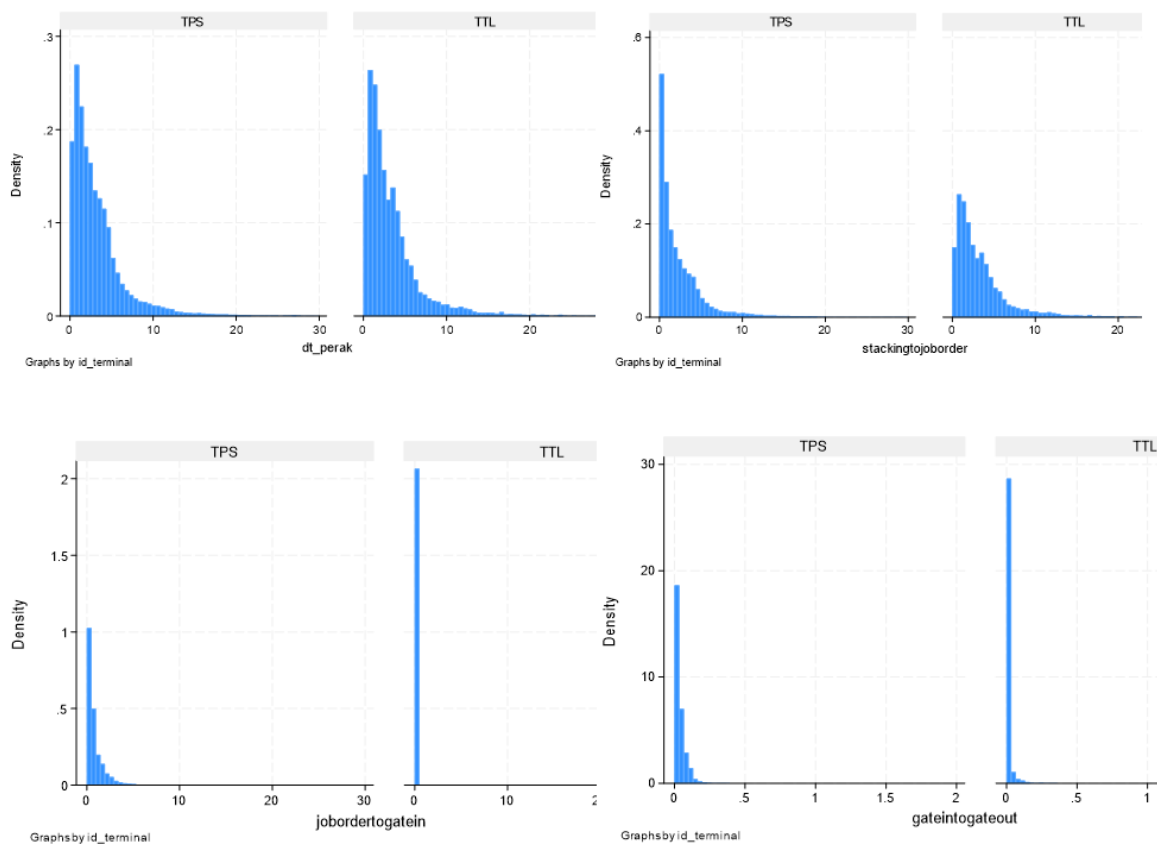 TPS
TTL
.3
.2
.1
0
Density
0 10 20 30
0 10 20
dt_perak
Graphs by id_terminal
TPS
TTL
.6
.4
.2
0
Density
0 10 20 30
0 10 20
stackingtojoborder
Graphs by id_terminal
TPS
TTL
2
1.5
1
.5
0
Density
0 10 20 30
0 10 2
jobordertogatein
Graphs by id_terminal
TPS
TTL
30
20
10
0
Density
0 .5 1 1.5 2
0 .5 1
gateintogateout
Graphs by id_terminal